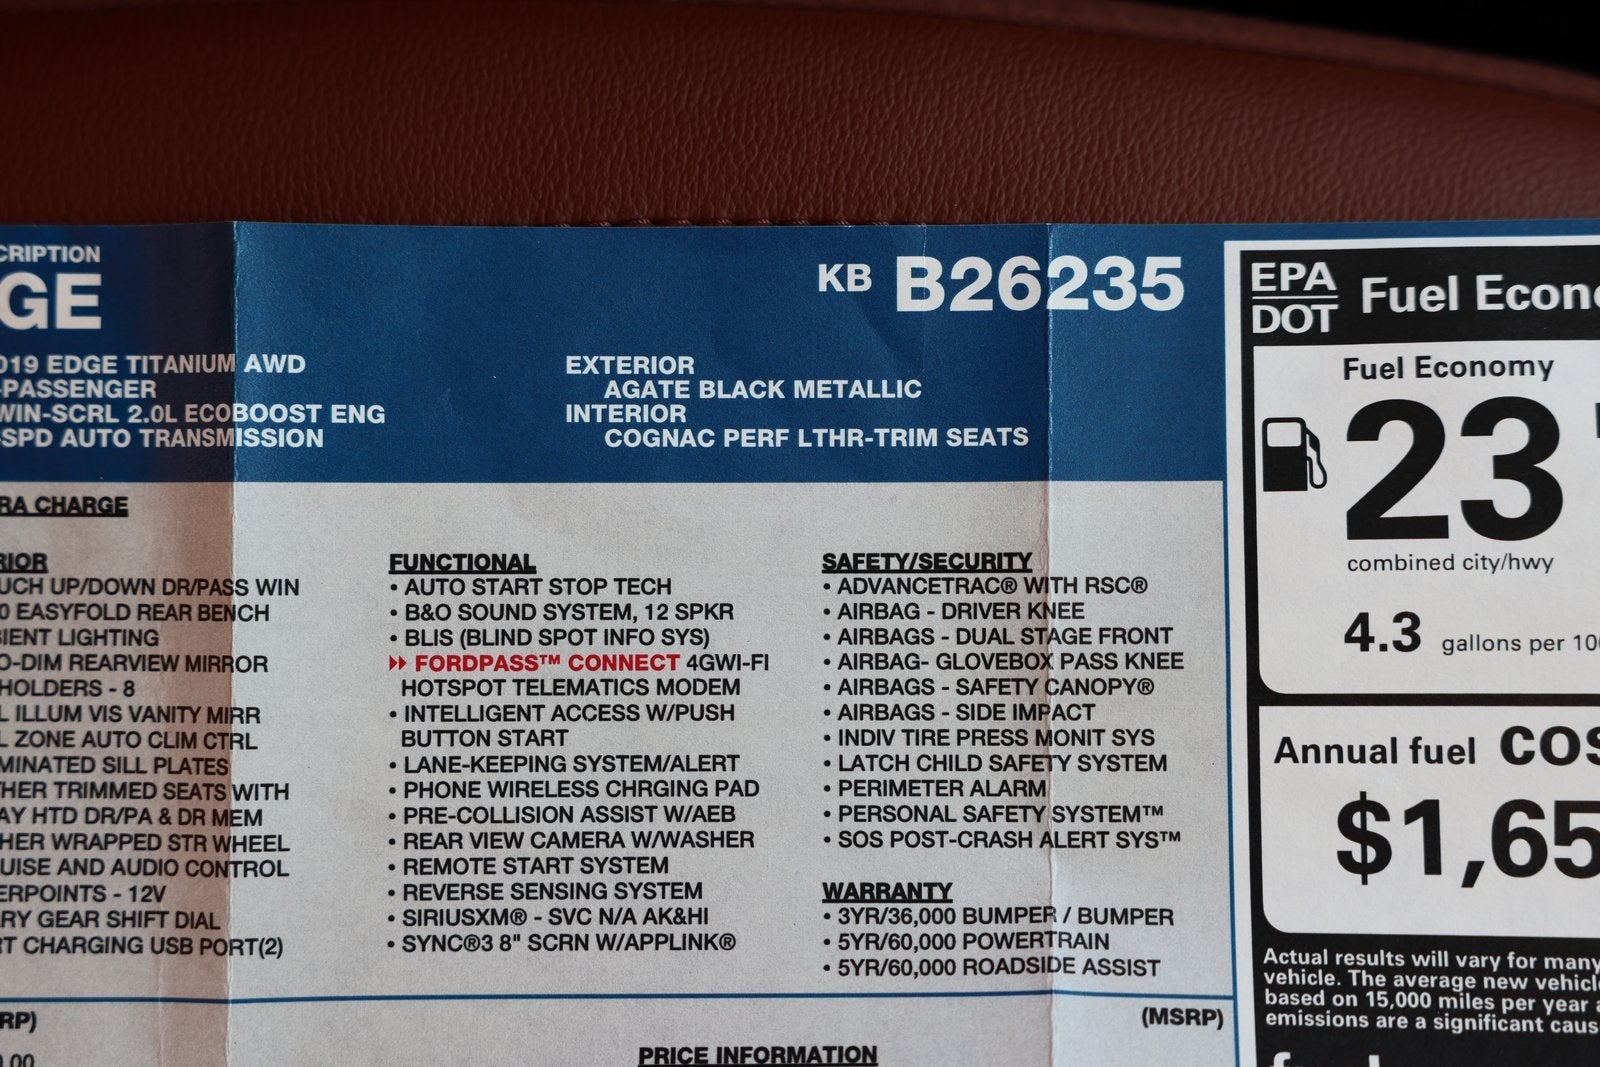 CRIPTION
GE
KB B26235
019 EDGE TITANIUM AWD
-PASSENGER
WIN-SCRL 2.0L ECOBOOST ENG
-SPD AUTO TRANSMISSION
EXTERIOR
AGATE BLACK METALLIC
INTERIOR
COGNAC PERF LTHR-TRIM SEATS
RA CHARGE
RIOR
UCH UP/DOWN DR/PASS WIN
0 EASYFOLD REAR BENCH
IENT LIGHTING
O-DIM REARVIEW MIRROR
HOLDERS - 8
L ILLUM VIS VANITY MIRR
L ZONE AUTO CLIM CTRL
MINATED SILL PLATES
HER TRIMMED SEATS WITH
AY HTD DR/PA & DR MEM
HER WRAPPED STR WHEEL
UISE AND AUDIO CONTROL
ERPOINTS - 12V
RY GEAR SHIFT DIAL
RT CHARGING USB PORT(2)
FUNCTIONAL
• AUTO START STOP TECH
• B&O SOUND SYSTEM, 12 SPKR
• BLIS (BLIND SPOT INFO SYS)
FORDPASS™ CONNECT 4GWI-FI
HOTSPOT TELEMATICS MODEM
• INTELLIGENT ACCESS W/PUSH
BUTTON START
• LANE-KEEPING SYSTEM/ALERT
• PHONE WIRELESS CHRGING PAD
• PRE-COLLISION ASSIST W/AEB
• REAR VIEW CAMERA W/WASHER
• REMOTE START SYSTEM
• REVERSE SENSING SYSTEM
• SIRIUSXM® - SVC N/A AK&HI
• SYNC®3 8" SCRN W/APPLINK®
SAFETY/SECURITY
• ADVANCETRAC® WITH RSC®
• AIRBAG - DRIVER KNEE
• AIRBAGS - DUAL STAGE FRONT
• AIRBAG- GLOVEBOX PASS KNEE
• AIRBAGS - SAFETY CANOPY®
• AIRBAGS - SIDE IMPACT
• INDIV TIRE PRESS MONIT SYS
• LATCH CHILD SAFETY SYSTEM
• PERIMETER ALARM
• PERSONAL SAFETY SYSTEM™
• SOS POST-CRASH ALERT SYS™
WARRANTY
• 3YR/36,000 BUMPER / BUMPER
• 5YR/60,000 POWERTRAIN
• 5YR/60,000 ROADSIDE ASSIST
RP)
0.00
(MSRP)
PRICE INFORMATION
EPA
DOT
Fuel Econ
Fuel Economy
23
combined city/hwy
4.3 gallons per 10
Annual fuel COS
$1,65
Actual results will vary for many
vehicle. The average new vehicl
based on 15,000 miles per year a
emissions are a significant caus